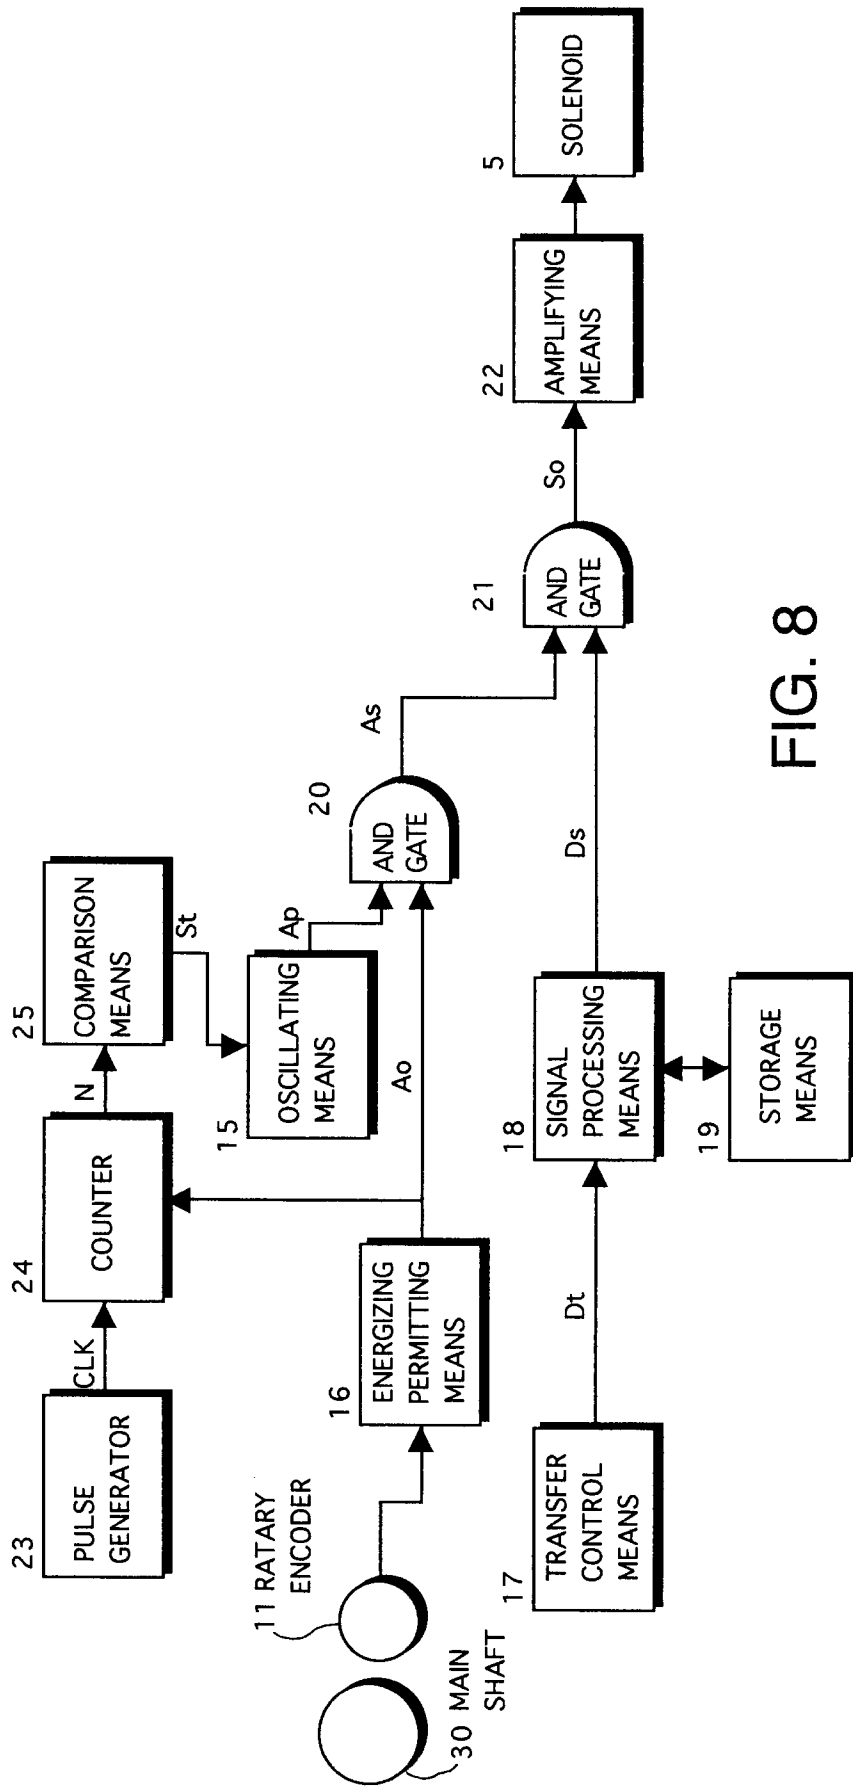 23
PULSE
GENERATOR
CLK
24
COUNTER
N
25
COMPARISON
MEANS
St
15
OSCILLATING
MEANS
Ap
11 RATARY
ENCODER
30 MAIN
SHAFT
16
ENERGIZING
PERMITTING
MEANS
Ao
20
AND
GATE
As
17
TRANSFER
CONTROL
MEANS
Dt
18
SIGNAL
PROCESSING
MEANS
Ds
19
STORAGE
MEANS
21
AND
GATE
So
22
AMPLIFYING
MEANS
5
SOLENOID
FIG. 8